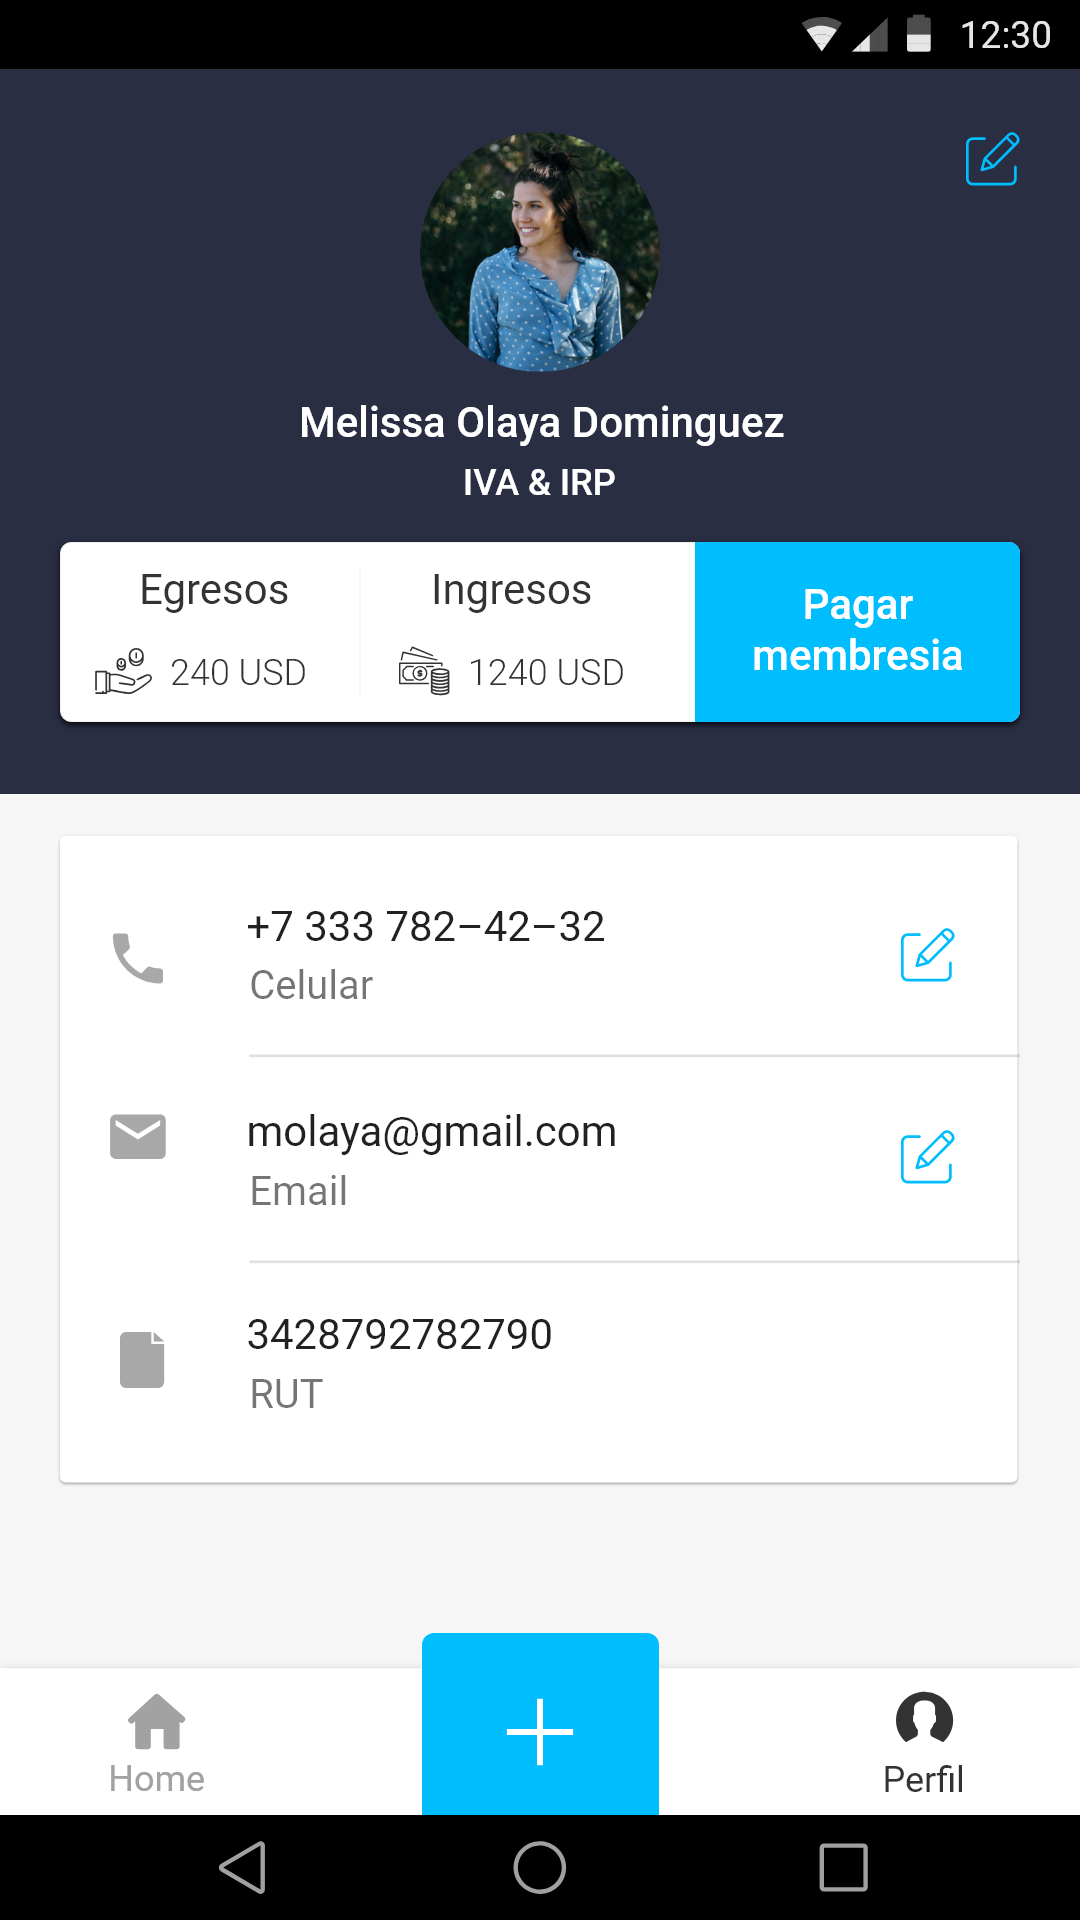 12:30
Melissa Olaya Dominguez
IVA & IRP
Egresos
240 USD
Ingresos
1240 USD
Pagar
membresia
+7 333 782–42–32
Celular
molaya@gmail.com
Email
3428792782790
RUT
Home
Perfil